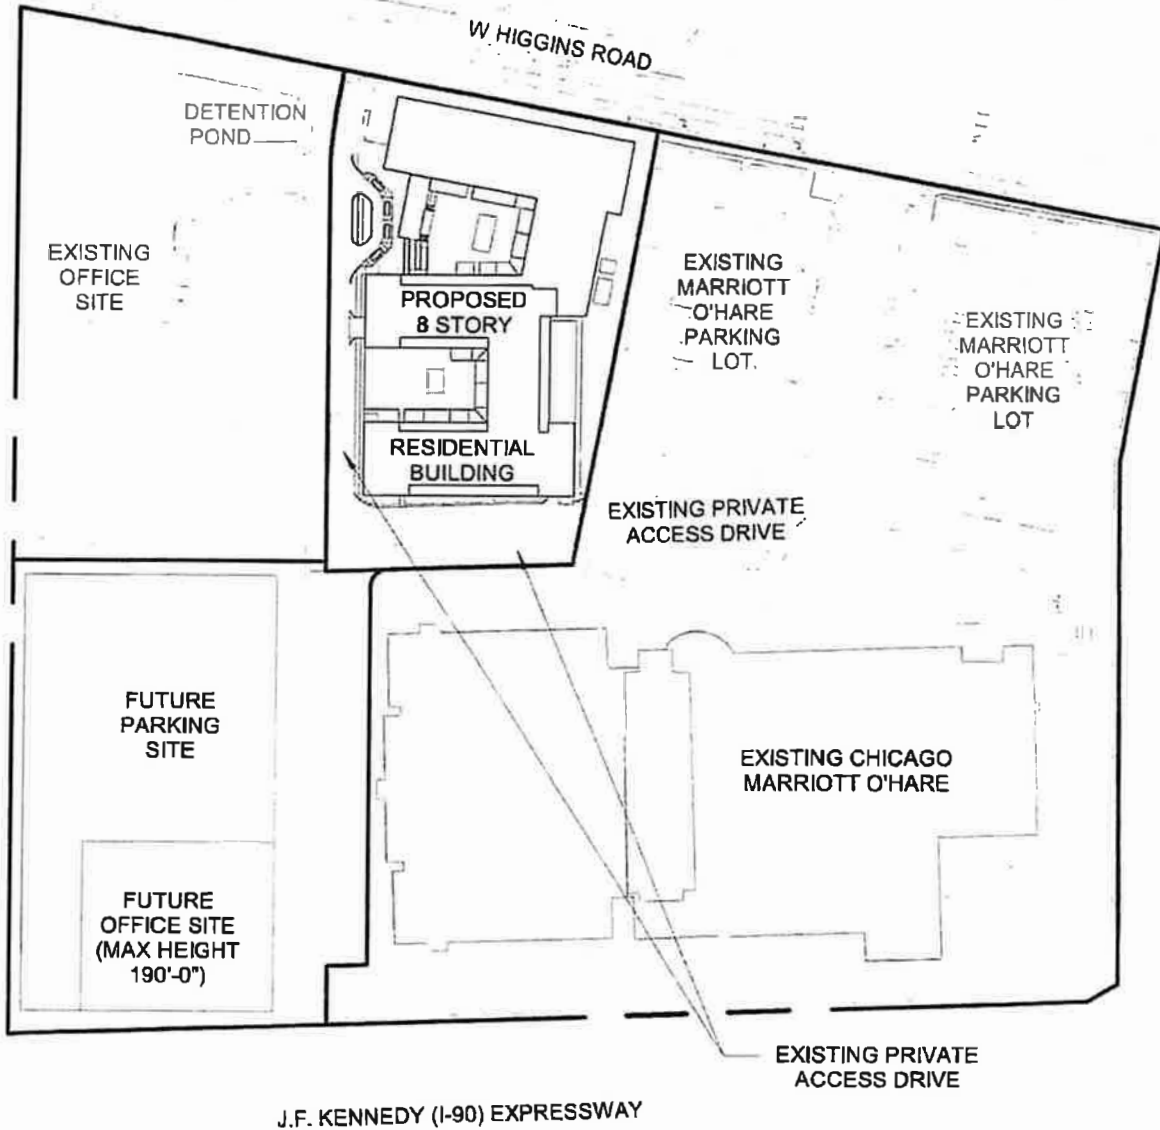 W HIGGINS ROAD
DETENTION
POND
EXISTING
OFFICE
SITE
PROPOSED
8 STORY
RESIDENTIAL
BUILDING
EXISTING
MARRIOTT
O'HARE
PARKING
LOT
EXISTING
MARRIOTT
O'HARE
PARKING
LOT
EXISTING PRIVATE
ACCESS DRIVE
FUTURE
PARKING
SITE
EXISTING CHICAGO
MARRIOTT O'HARE
FUTURE
OFFICE SITE
(MAX HEIGHT
190'-0")
EXISTING PRIVATE
ACCESS DRIVE
J.F. KENNEDY (I-90) EXPRESSWAY